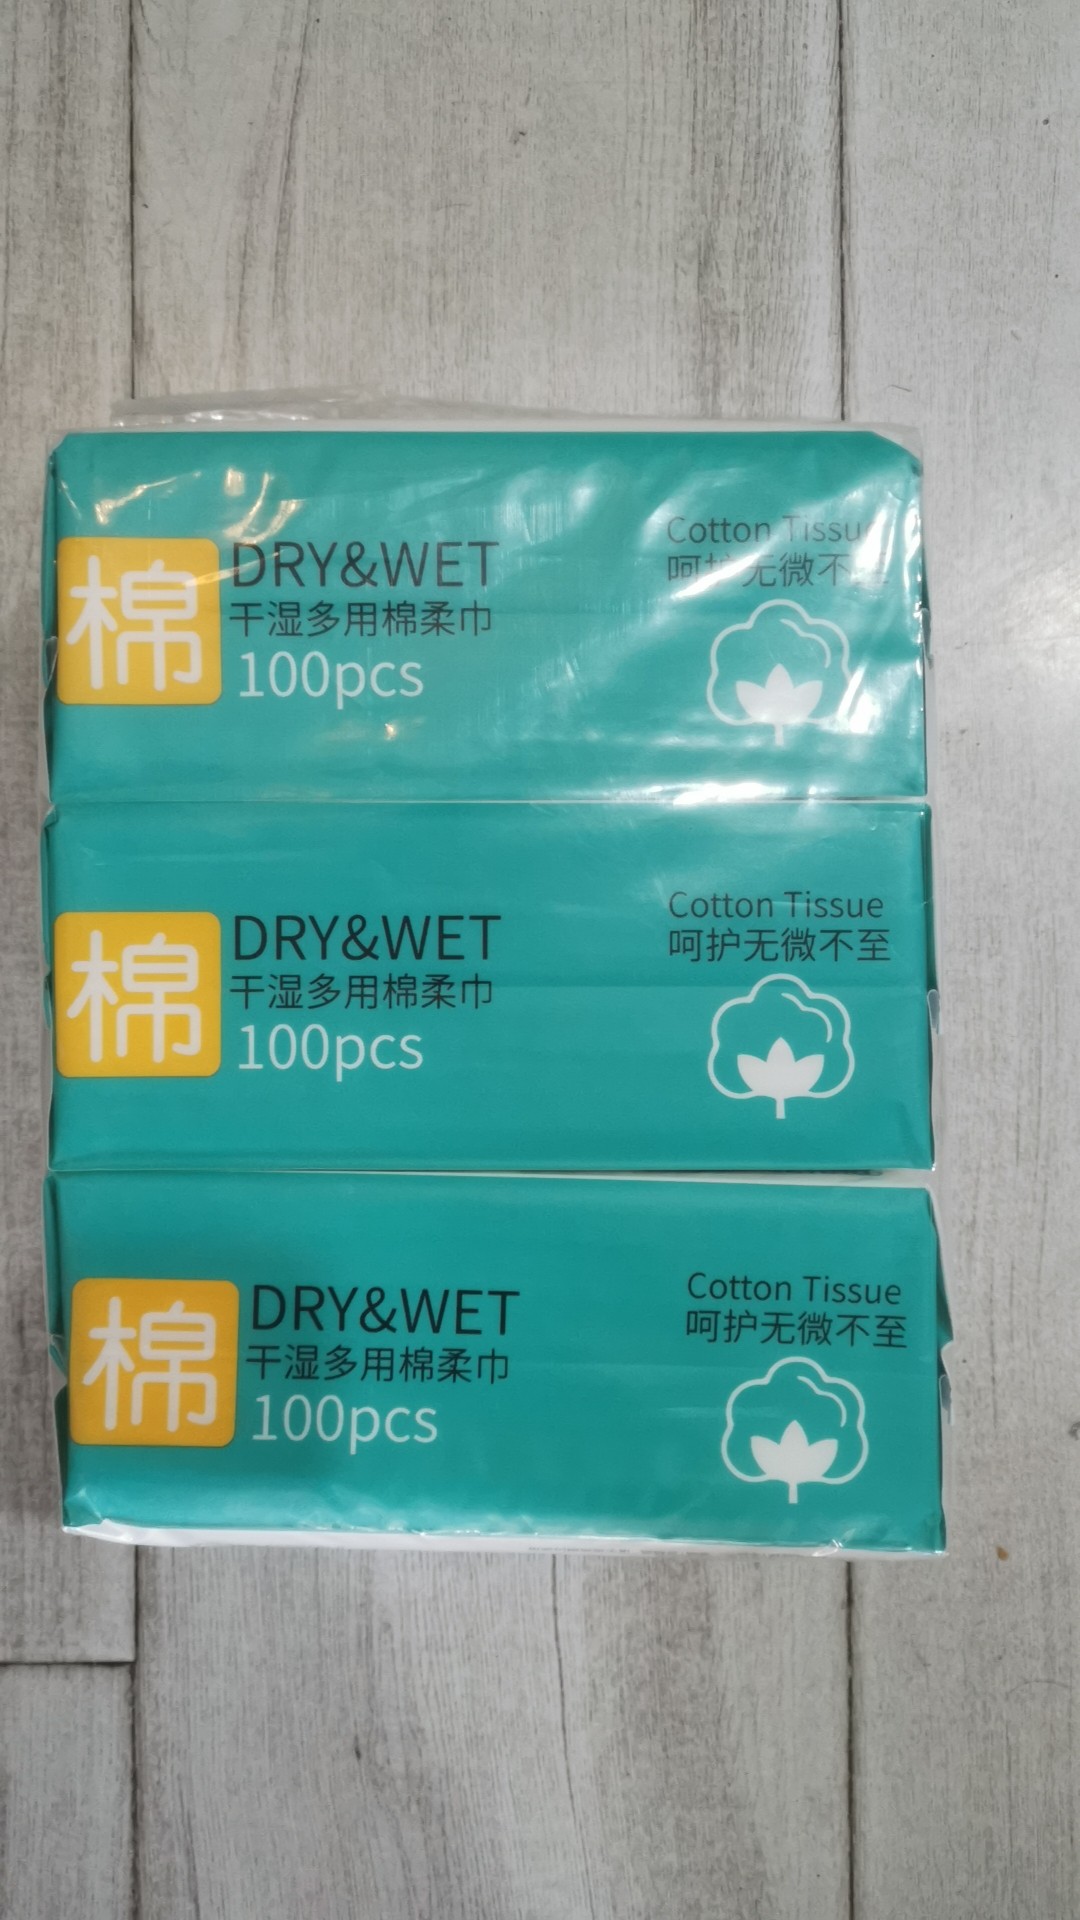 棉
DRY&WET
干湿多用棉柔巾
100pcs
Cotton Tissue
呵护无微不至
棉
DRY&WET
干湿多用棉柔巾
100pcs
Cotton Tissue
呵护无微不至
棉
DRY&WET
干湿多用棉柔巾
100pcs
Cotton Tissue
呵护无微不至